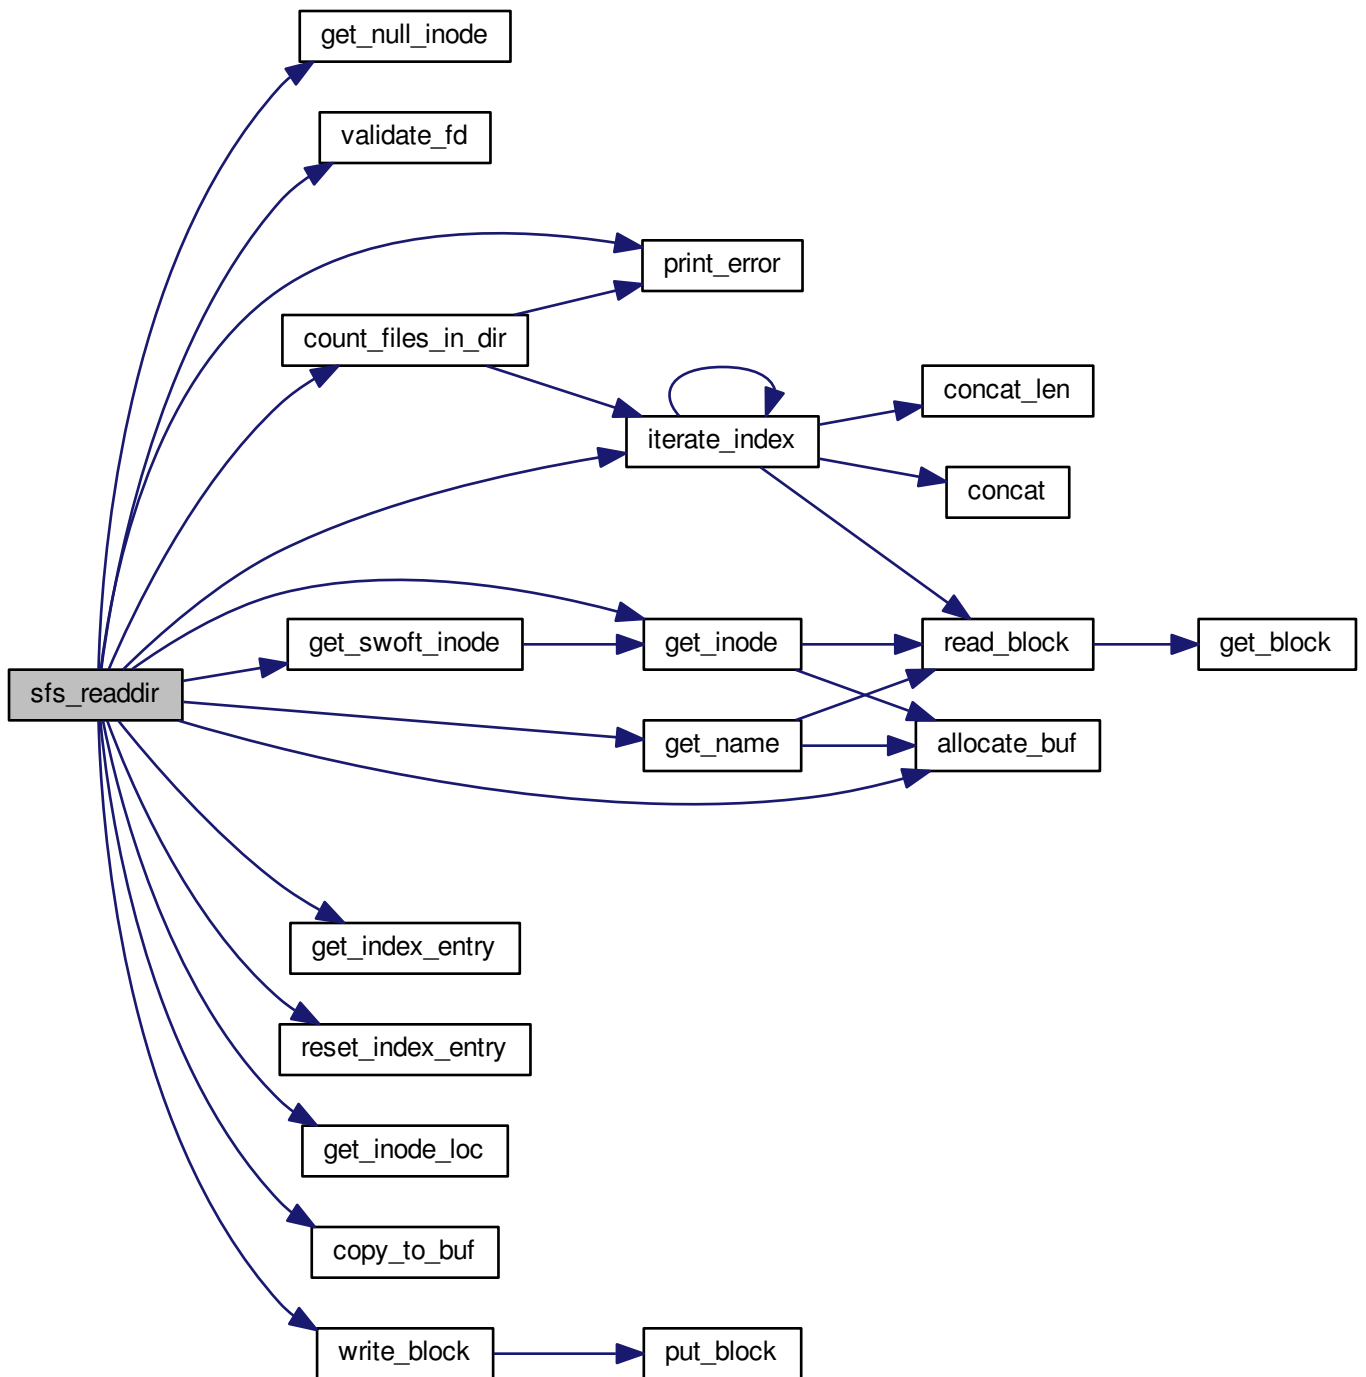 get_null_inode
validate_fd
print_error
count_files_in_dir
concat_len
iterate_index
concat
get_swoft_inode
get_inode
read_block
get_block
sfs_readdir
get_name
allocate_buf
get_index_entry
reset_index_entry
get_inode_loc
copy_to_buf
write_block
put_block